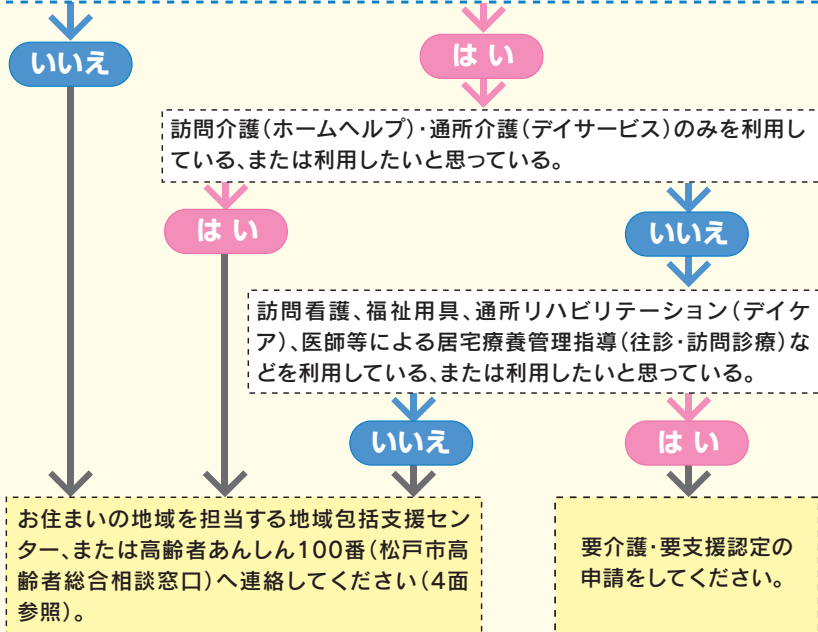 いいえ
はい
訪問介護（ホームヘルプ）・通所介護（デイサービス）のみを利用し
ている、または利用したいと思っている。
はい
いいえ
訪問看護、福祉用具、通所リハビリテーション（デイケ
ア）、医師等による居宅療養管理指導（往診・訪問診療）な
どを利用している、または利用したいと思っている。
いいえ
はい
お住まいの地域を担当する地域包括支援セン
ター、または高齢者あんしん100番（松戸市高
齢者総合相談窓口）へ連絡してください（4面
参照）。
要介護・要支援認定の
申請をしてください。